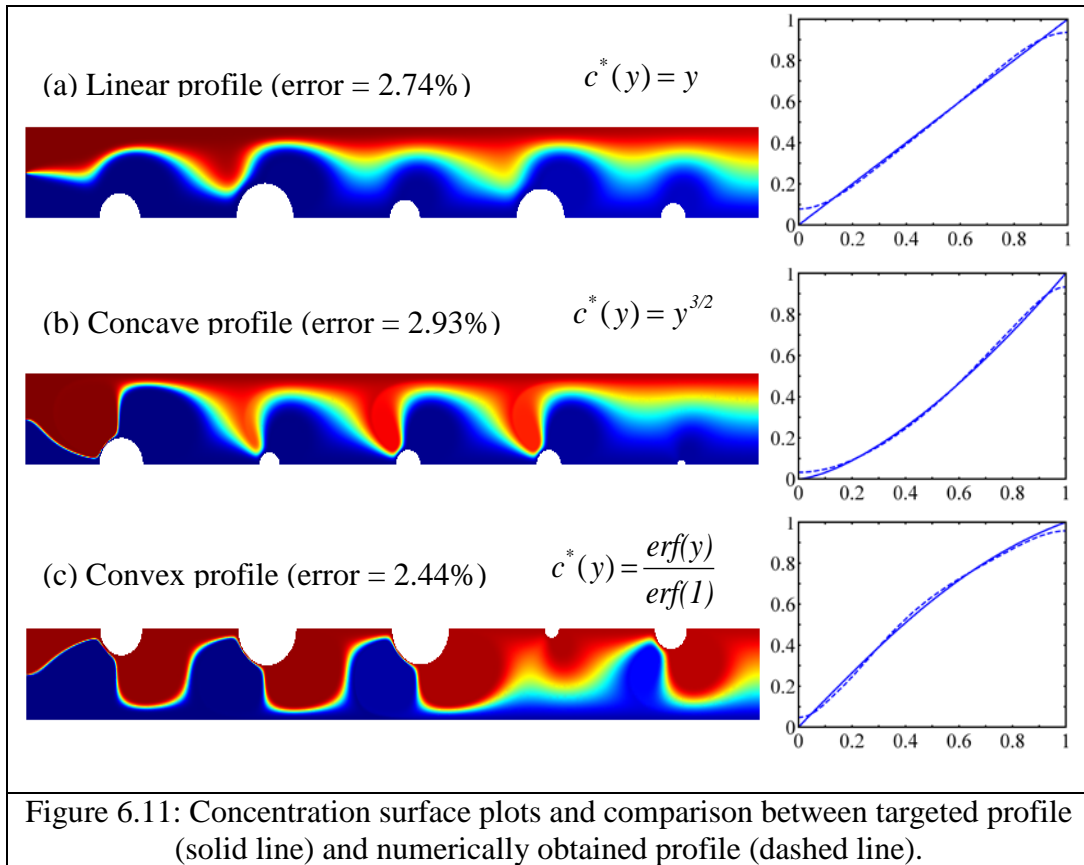 (a) Linear profile (error = 2.74%)
c*(y) = y
1
0.8
0.6
0.4
0.2
0
0 0.2 0.4 0.6 0.8 1
(b) Concave profile (error = 2.93%)
c*(y) = y^{3/2}
1
0.8
0.6
0.4
0.2
0
0 0.2 0.4 0.6 0.8 1
(c) Convex profile (error = 2.44%)
c*(y) = erf(y)/erf(1)
1
0.8
0.6
0.4
0.2
0
0 0.2 0.4 0.6 0.8 1
Figure 6.11: Concentration surface plots and comparison between targeted profile
(solid line) and numerically obtained profile (dashed line).